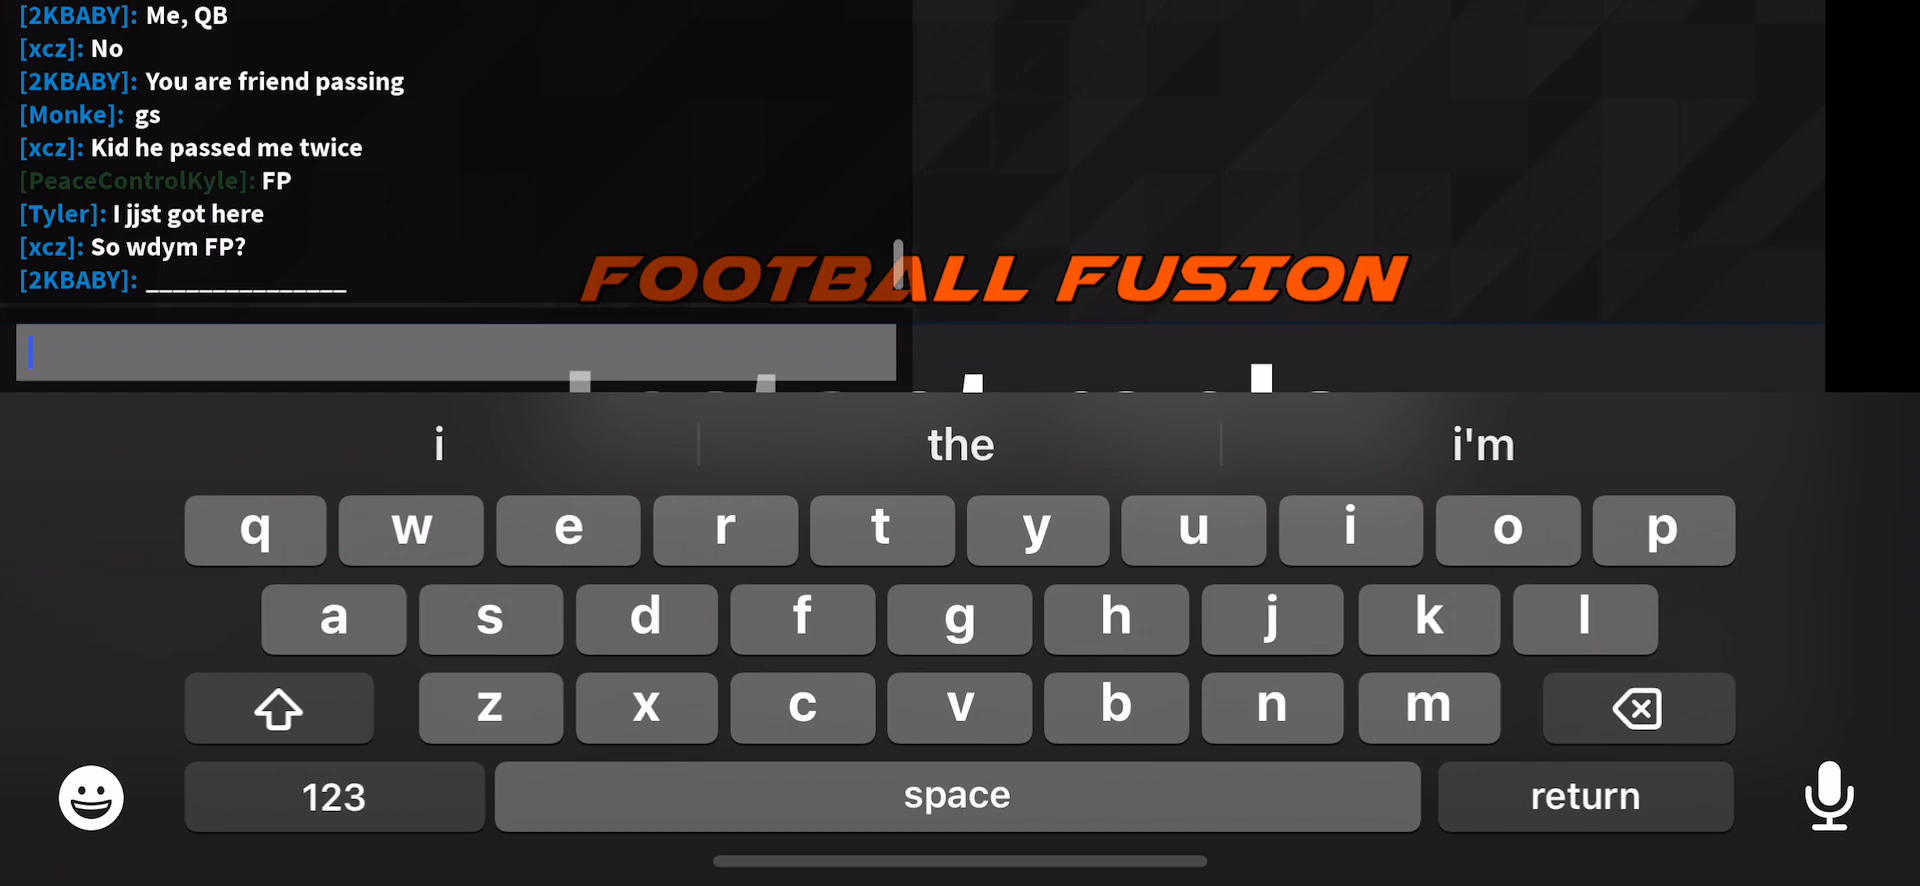 [2KBABY]: Me, QB
[xcz]: No
[2KBABY]: You are friend passing
[Monke]: gs
[xcz]: Kid he passed me twice
[PeaceControlKyle]: FP
[Tyler]: I jjst got here
[xcz]: So wdym FP?
[2KBABY]: _______________
FOOTBALL FUSION
i the i'm
q w e r t y u i o p
a s d f g h j k l
z x c v b n m
123 space return